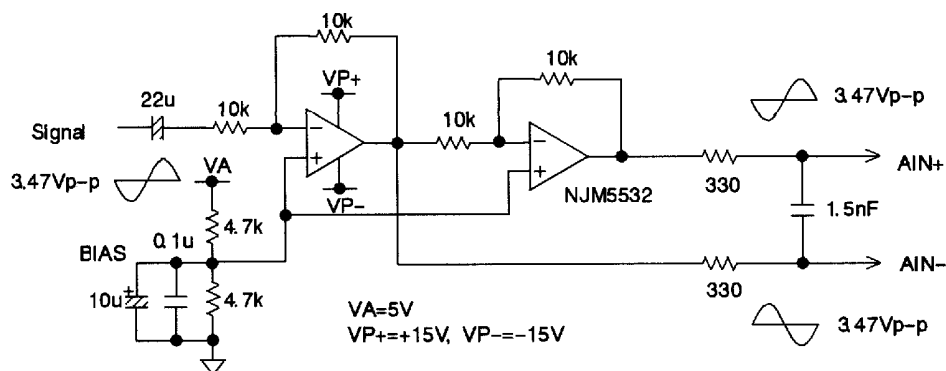 10k
10k
VP+
3.47Vp-p
22u
10k
10k
Signal
VA
AIN+
3.47Vp-p
VP-
NJM5532
330
4.7k
1.5nF
BIAS
0.1u
AIN-
10u
+
4.7k
330
VA=5V
VP+=+15V, VP-=-15V
3.47Vp-p
-
+
-
+